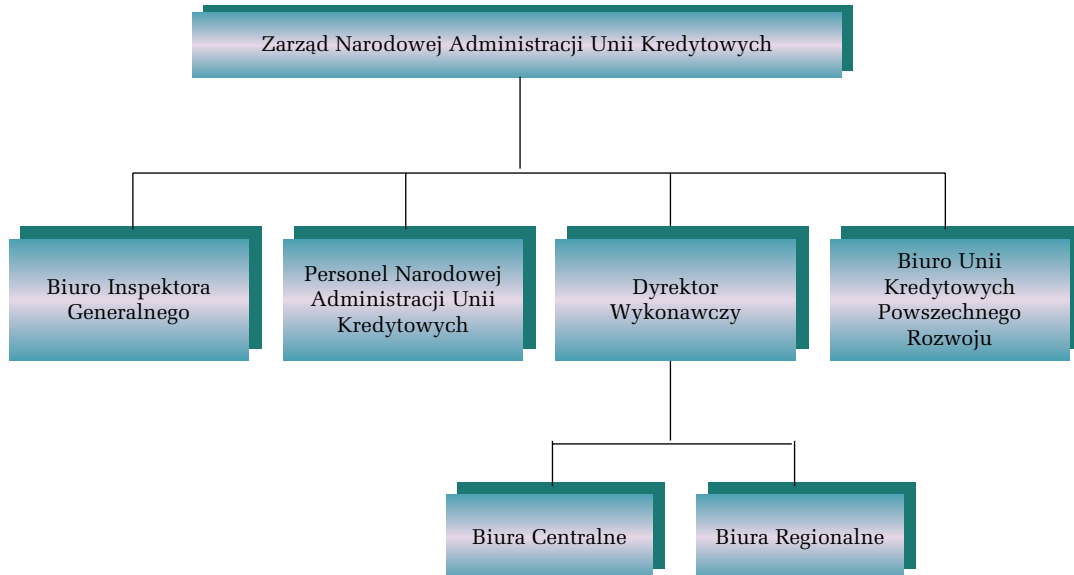 Zarząd Narodowej Administracji Unii Kredytowych
Biuro Inspektora
Generalnego
Personel Narodowej
Administracji Unii
Kredytowych
Dyrektor
Wykonawczy
Biuro Unii
Kredytowych
Powszechnego
Rozwoju
Biura Centralne
Biura Regionalne